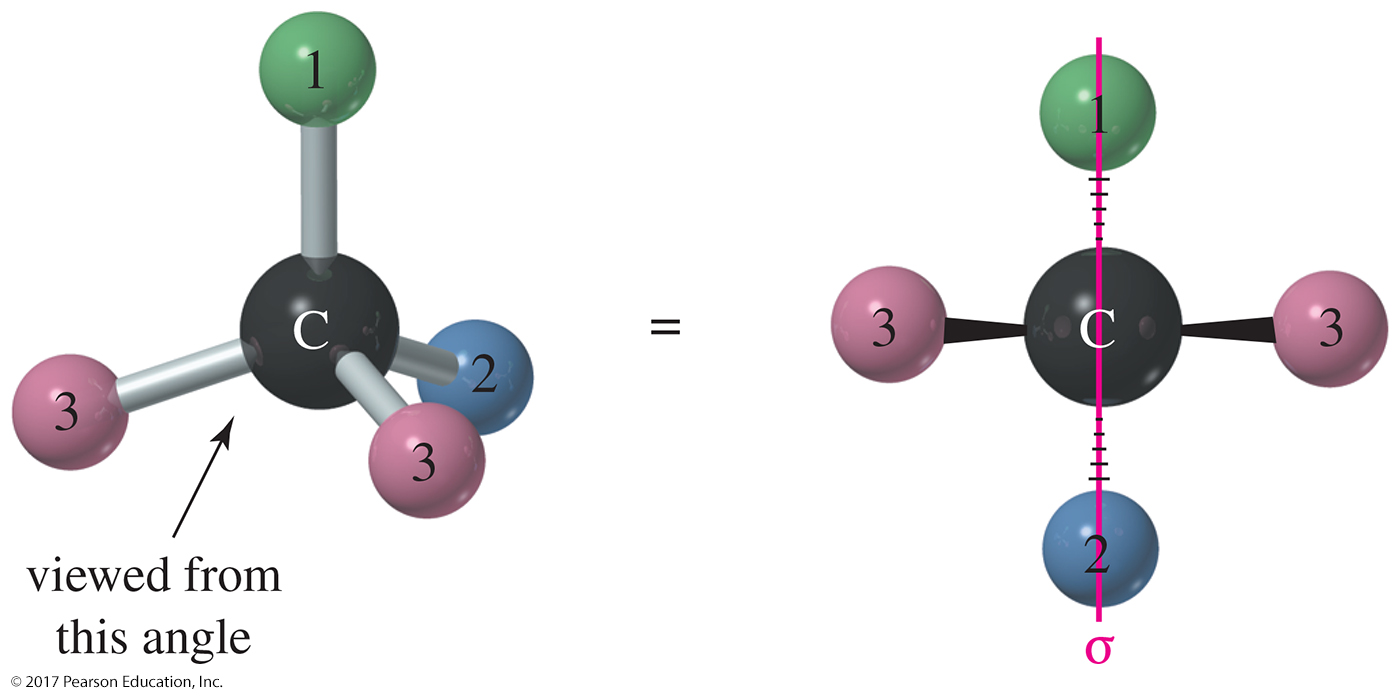 1
C
2
3
3
viewed from
this angle
=
1
3
C
3
2
σ
© 2017 Pearson Education, Inc.